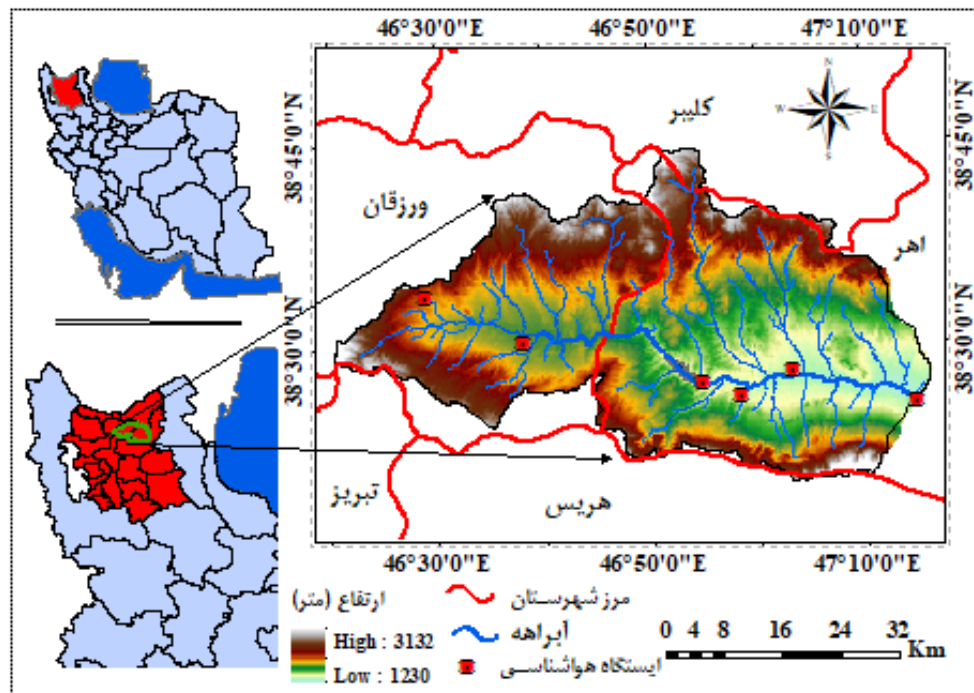 46°30'0"E 46°50'0"E 47°10'0"E
38°45'0"N
38°30'0"N
38°45'0"N
38°30'0"N
N
W E
S
کلیبر
ورزقان
اهر
تبریز
هریس
46°30'0"E 46°50'0"E 47°10'0"E
ارتفاع (متر)
High : 3132
Low : 1230
مرز شهرستان
آبراهه
ایستگاه هواشناسی
0 4 8 16 24 32
Km